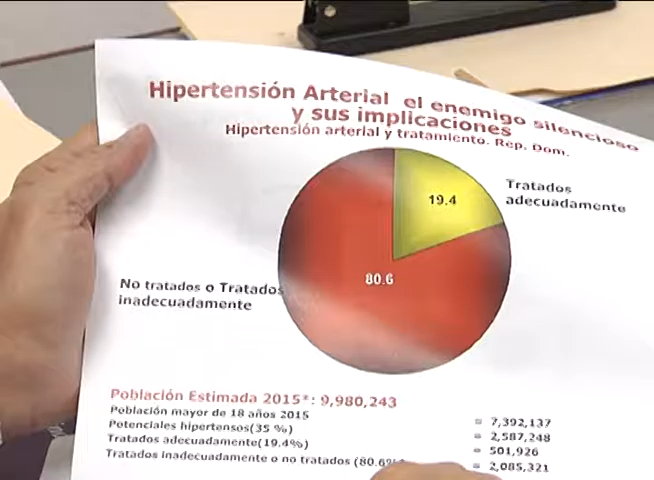 Hipertensión Arterial el enemigo silencioso
y sus implicaciones
Hipertensión arterial y tratamiento. Rep. Dom.
19.4
Tratados
adecuadamente
80.6
No tratados o Tratados
inadecuadamente
Población Estimada 2015*: 9,980,243
Población mayor de 18 años 2015 = 7,392,137
Potenciales hipertensos(35 %) = 2,587,248
Tratados adecuadamente(19.4%) = 501,926
Tratados inadecuadamente o no tratados (80.6% = 2,085,321